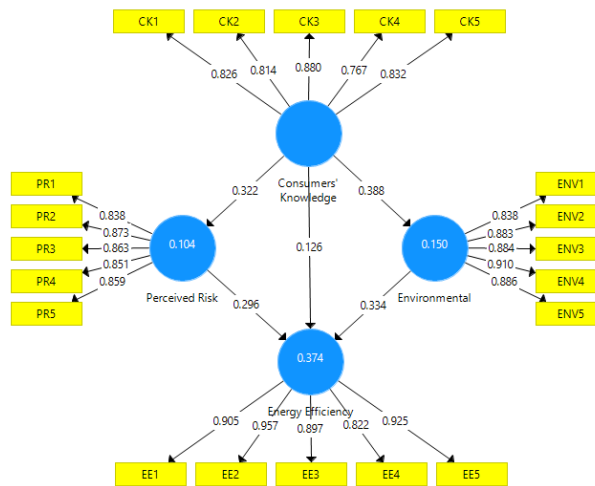 CK1 CK2 CK3 CK4 CK5
0.826 0.814 0.880 0.767 0.832
Consumers'
Knowledge
0.322 0.126 0.388
PR1
PR2
PR3
PR4
PR5
0.838
0.873
0.863
0.851
0.859
0.104
Perceived Risk
0.150
Environmental
0.838
0.883
0.884
0.910
0.886
ENV1
ENV2
ENV3
ENV4
ENV5
0.296 0.334
0.374
Energy Efficiency
0.905 0.957 0.897 0.822 0.925
EE1 EE2 EE3 EE4 EE5